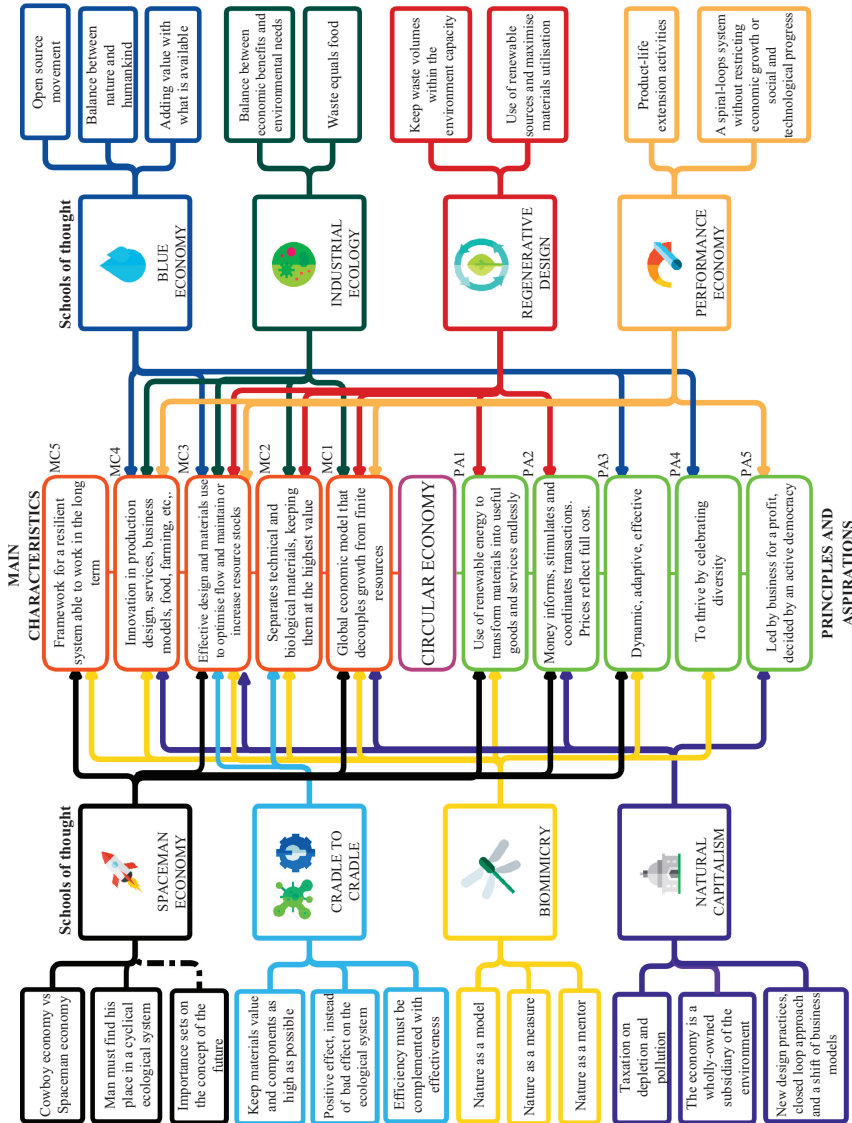 Cowboy economy vs
Spaceman economy
Man must find his
place in a cyclical
ecological system
Importance sets on
the concept of the
future
Keep materials value
and components as
high as possible
Positive effect, instead
of bad effect on the
ecological system
Efficiency must be
complemented with
effectiveness
Nature as a model
Nature as a measure
Nature as a mentor
Taxation on
depletion and
pollution
The economy is a
wholly-owned
subsidiary of the
environment
New design practices,
closed loop approach
and a shift of business
models
Schools of thought
SPACEMAN
ECONOMY
CRADLE TO
CRADLE
BIOMIMICRY
NATURAL
CAPITALISM
MAIN
CHARACTERISTICS
MC5
Framework for a resilient
system able to work in the long
term
MC4
Innovation in production
design, services, business
models, food, farming, etc,.
MC3
Effective design and materials use
to optimise flow and maintain or
increase resource stocks
MC2
Separates technical and
biological materials, keeping
them at the highest value
MC1
Global economic model that
decouples growth from finite
resources
CIRCULAR ECONOMY
PA1
Use of renewable energy to
transform materials into useful
goods and services endlessly
PA2
Money informs, stimulates and
coordinates transactions.
Prices reflect full cost.
PA3
Dynamic, adaptive, effective
PA4
To thrive by celebrating
diversity
PA5
Led by business for a profit,
decided by an active democracy
PRINCIPLES AND
ASPIRATIONS
Schools of thought
BLUE
ECONOMY
INDUSTRIAL
ECOLOGY
REGENERATIVE
DESIGN
PERFORMANCE
ECONOMY
Open source
movement
Balance between
nature and
humankind
Adding value with
what is available
Balance between
economic benefits and
environmental needs
Waste equals food
Keep waste volumes
within the
environment capacity
Use of renewable
sources and maximise
materials utilisation
Product-life
extension activities
A spiral-loops system
without restricting
economic growth or
social and
technological progress